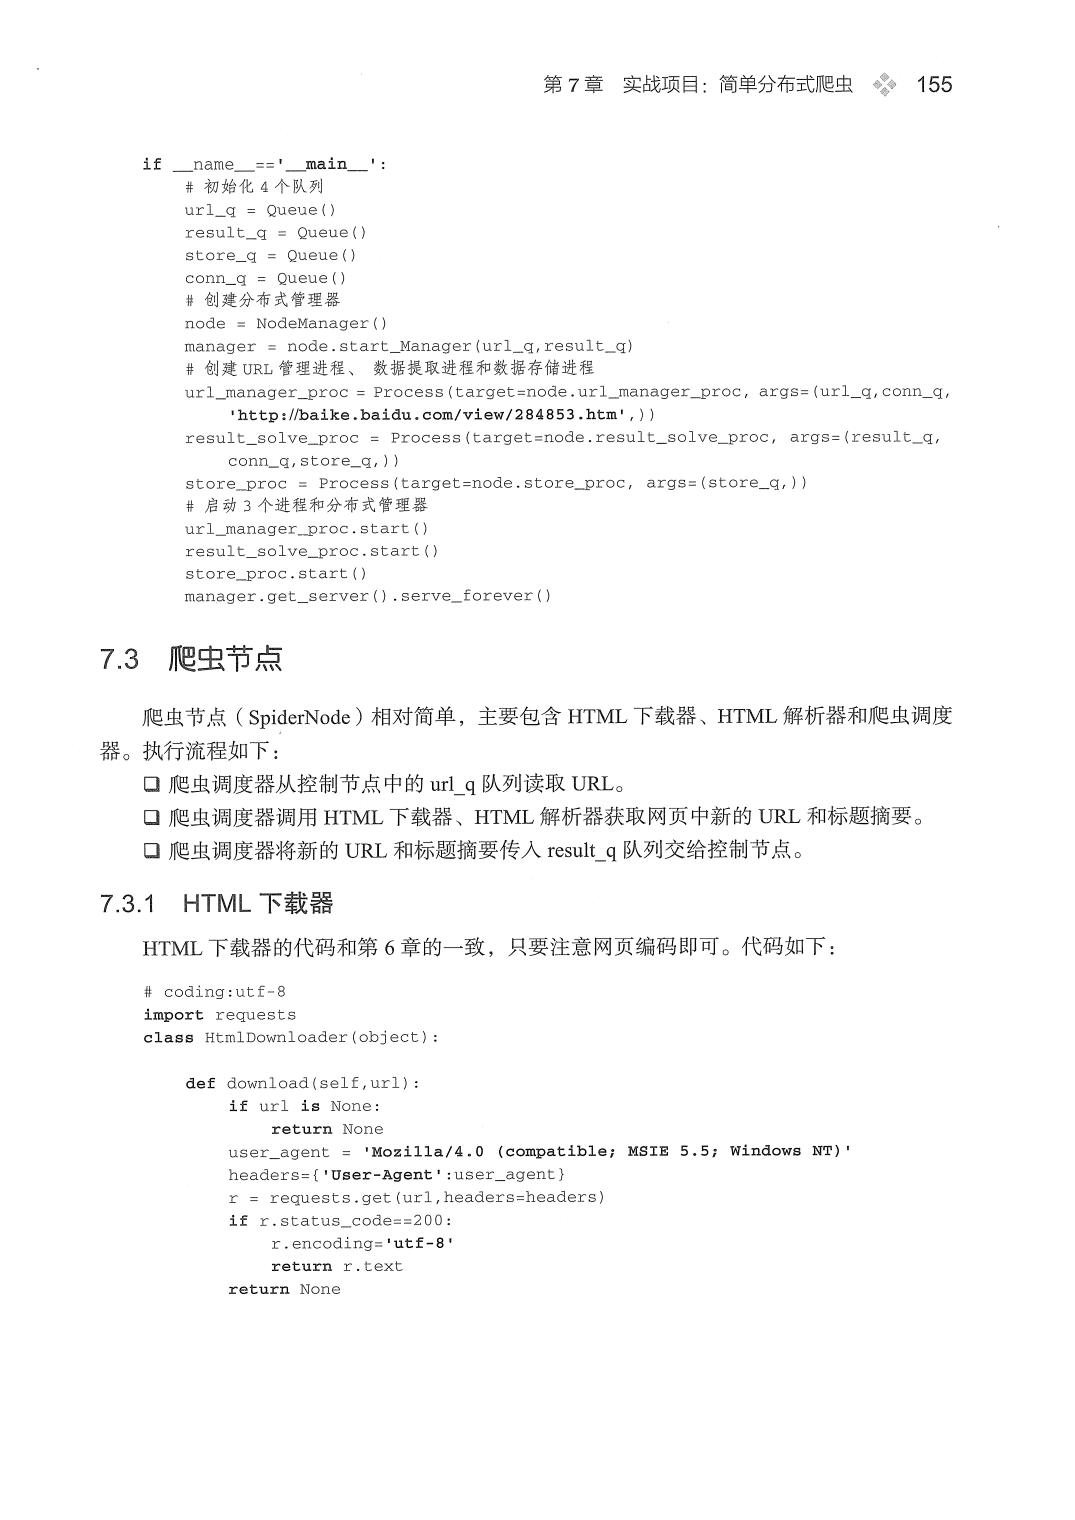 第 7 章 实战项目：简单分布式爬虫 155
if __name__=='__main__':
    # 初始化 4 个队列
    url_q = Queue()
    result_q = Queue()
    store_q = Queue()
    conn_q = Queue()
    # 创建分布式管理器
    node = NodeManager()
    manager = node.start_Manager(url_q,result_q)
    # 创建 URL 管理进程、 数据提取进程和数据存储进程
    url_manager_proc = Process(target=node.url_manager_proc, args=(url_q,conn_q,
        'http://baike.baidu.com/view/284853.htm',))
    result_solve_proc = Process(target=node.result_solve_proc, args=(result_q,
        conn_q,store_q,))
    store_proc = Process(target=node.store_proc, args=(store_q,))
    # 启动 3 个进程和分布式管理器
    url_manager_proc.start()
    result_solve_proc.start()
    store_proc.start()
    manager.get_server().serve_forever()
7.3 爬虫节点
爬虫节点（SpiderNode）相对简单，主要包含 HTML 下载器、HTML 解析器和爬虫调度
器。执行流程如下：
❑ 爬虫调度器从控制节点中的 url_q 队列读取 URL。
❑ 爬虫调度器调用 HTML 下载器、HTML 解析器获取网页中新的 URL 和标题摘要。
❑ 爬虫调度器将新的 URL 和标题摘要传入 result_q 队列交给控制节点。
7.3.1 HTML 下载器
HTML 下载器的代码和第 6 章的一致，只要注意网页编码即可。代码如下：
# coding:utf-8
import requests
class HtmlDownloader(object):
    def download(self,url):
        if url is None:
            return None
        user_agent = 'Mozilla/4.0 (compatible; MSIE 5.5; Windows NT)'
        headers={'User-Agent':user_agent}
        r = requests.get(url,headers=headers)
        if r.status_code==200:
            r.encoding='utf-8'
            return r.text
        return None